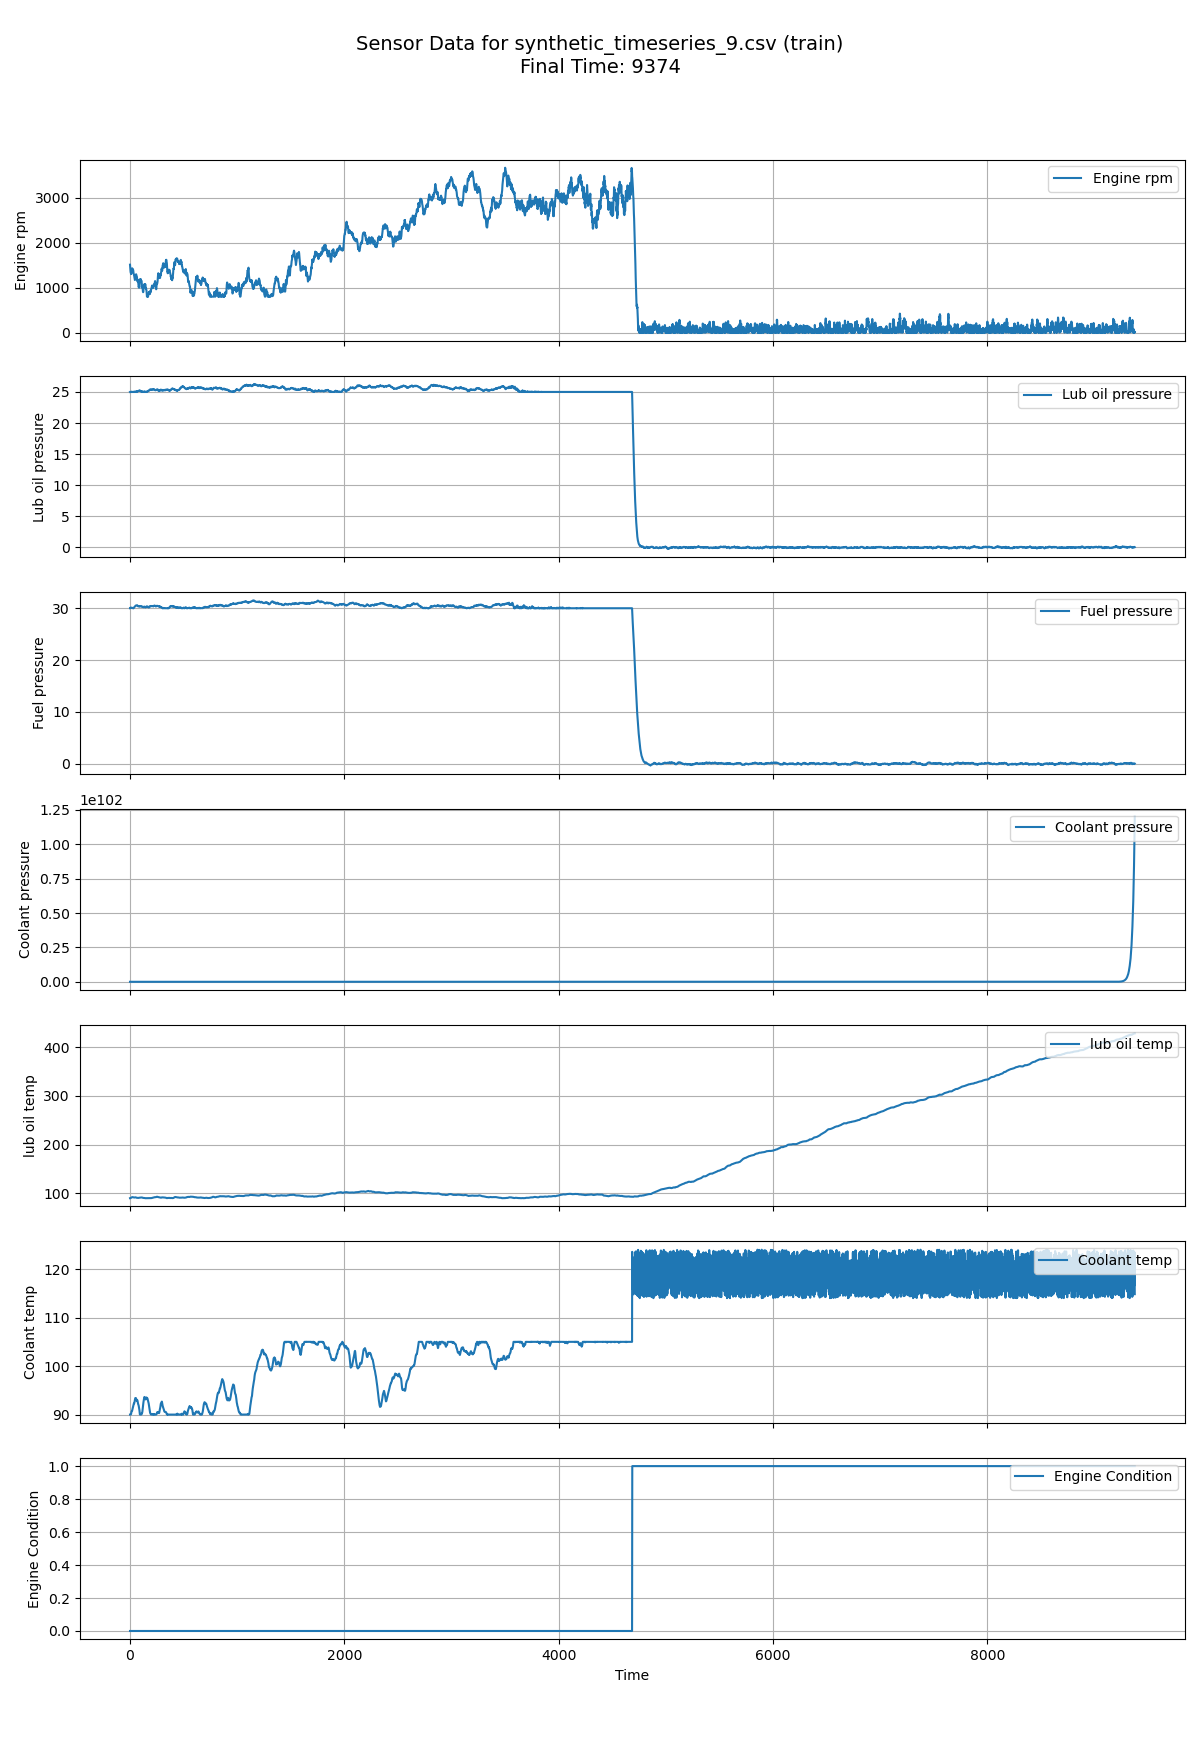 Sensor Data for synthetic_timeseries_9.csv (train)
Final Time: 9374
Engine rpm
3000
2000
1000
0
Engine rpm
Lub oil pressure
25
20
15
10
5
0
Lub oil pressure
Fuel pressure
30
20
10
0
Fuel pressure
1e102
Coolant pressure
1.25
1.00
0.75
0.50
0.25
0.00
Coolant pressure
lub oil temp
400
300
200
100
lub oil temp
Coolant temp
120
110
100
90
Coolant temp
Engine Condition
1.0
0.8
0.6
0.4
0.2
0.0
Engine Condition
0 2000 4000 6000 8000
Time